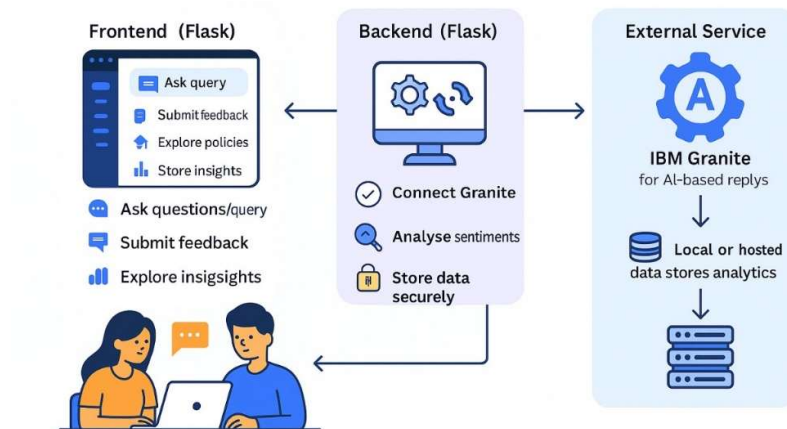 Frontend (Flask)
Ask query
Submit feedback
Explore policies
Store insights
Ask questions/query
Submit feedback
Explore insigsights
Backend (Flask)
Connect Granite
Analyse sentiments
Store data
securely
External Service
A
IBM Granite
for AI-based replys
Local or hosted
data stores analytics